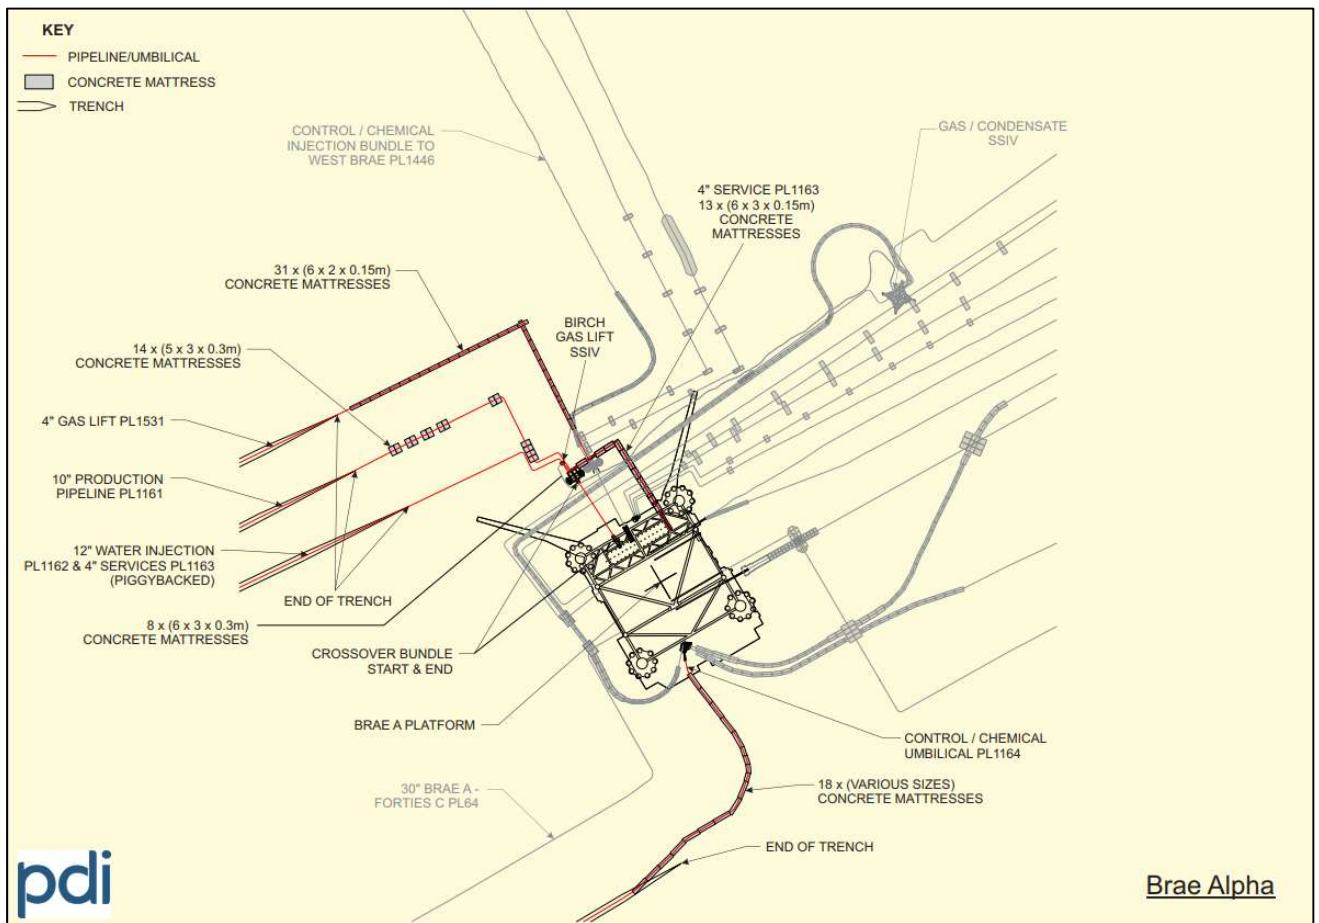 KEY
PIPELINE/UMBILICAL
CONCRETE MATTRESS
TRENCH
CONTROL / CHEMICAL
INJECTION BUNDLE TO
WEST BRAE PL1446
GAS / CONDENSATE
SSIV
4" SERVICE PL1163
13 x (6 x 3 x 0.15m)
CONCRETE
MATTRESSES
31 x (6 x 2 x 0.15m)
CONCRETE MATTRESSES
BIRCH
GAS LIFT
SSIV
14 x (5 x 3 x 0.3m)
CONCRETE MATTRESSES
4" GAS LIFT PL1531
10" PRODUCTION
PIPELINE PL1161
12" WATER INJECTION
PL1162 & 4" SERVICES PL1163
(PIGGYBACKED)
END OF TRENCH
8 x (6 x 3 x 0.3m)
CONCRETE MATTRESSES
CROSSOVER BUNDLE
START & END
BRAE A PLATFORM
CONTROL / CHEMICAL
UMBILICAL PL1164
30" BRAE A -
FORTIES C PL64
18 x (VARIOUS SIZES)
CONCRETE MATTRESSES
END OF TRENCH
pdi
Brae Alpha